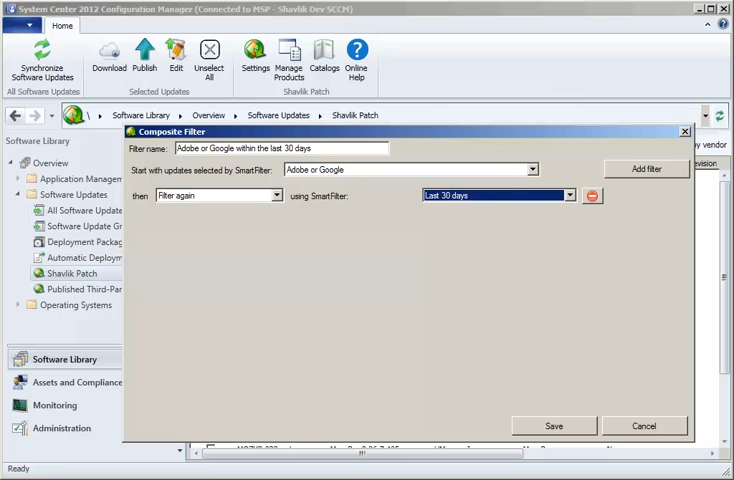 System Center 2012 Configuration Manager (Connected to MSP - Shavlik Dev SCCM)
Home
Synchronize Software Updates
Download
Publish
Edit
Unselect All
Settings
Manage Products
Catalogs
Online Help
All Software Updates
Selected Updates
Shavlik Patch
\ Software Library Overview Software Updates Shavlik Patch
Software Library
Overview
Application Managem
Software Updates
All Software Update
Software Update Gr
Deployment Packag
Automatic Deploym
Shavlik Patch
Published Third-Par
Operating Systems
Software Library
Assets and Compliance
Monitoring
Administration
Composite Filter
Filter name: Adobe or Google within the last 30 days
Start with updates selected by SmartFilter: Adobe or Google
Add filter
then Filter again using SmartFilter: Last 30 days
Save
Cancel
by vendor
evision
Ready